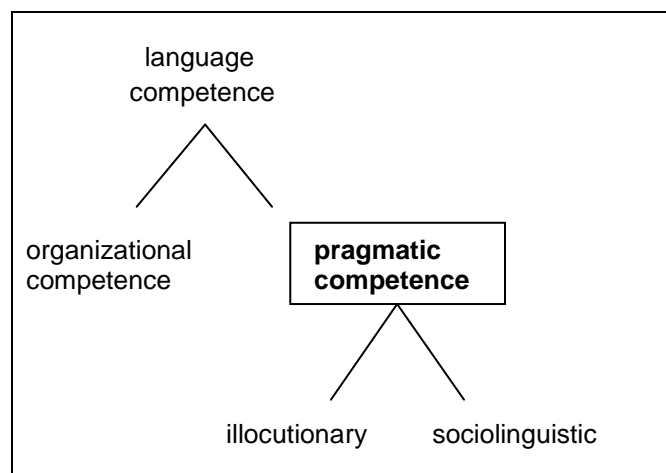 language
competence
organizational
competence
pragmatic
competence
illocutionary
sociolinguistic